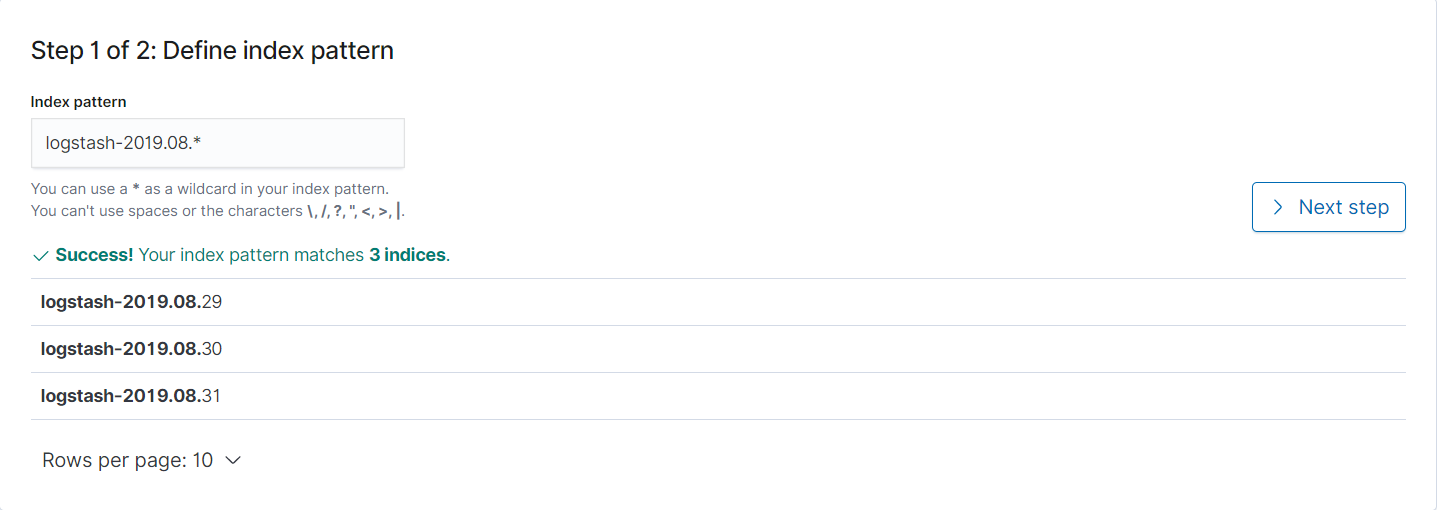 Step 1 of 2: Define index pattern
Index pattern
logstash-2019.08.*
You can use a * as a wildcard in your index pattern.
You can't use spaces or the characters \, /, ?, ", <, >, |.
Next step
Success! Your index pattern matches 3 indices.
logstash-2019.08.29
logstash-2019.08.30
logstash-2019.08.31
Rows per page: 10